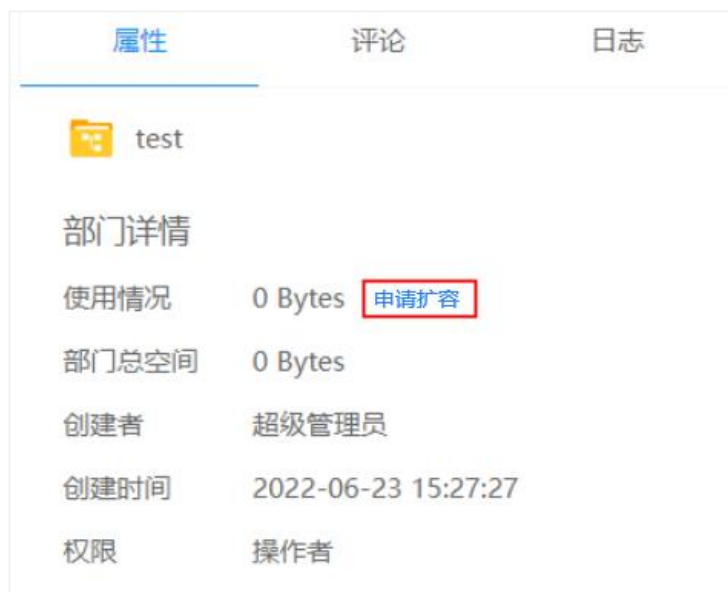 属性 评论 日志
test
部门详情
使用情况 0 Bytes 申请扩容
部门总空间 0 Bytes
创建者 超级管理员
创建时间 2022-06-23 15:27:27
权限 操作者